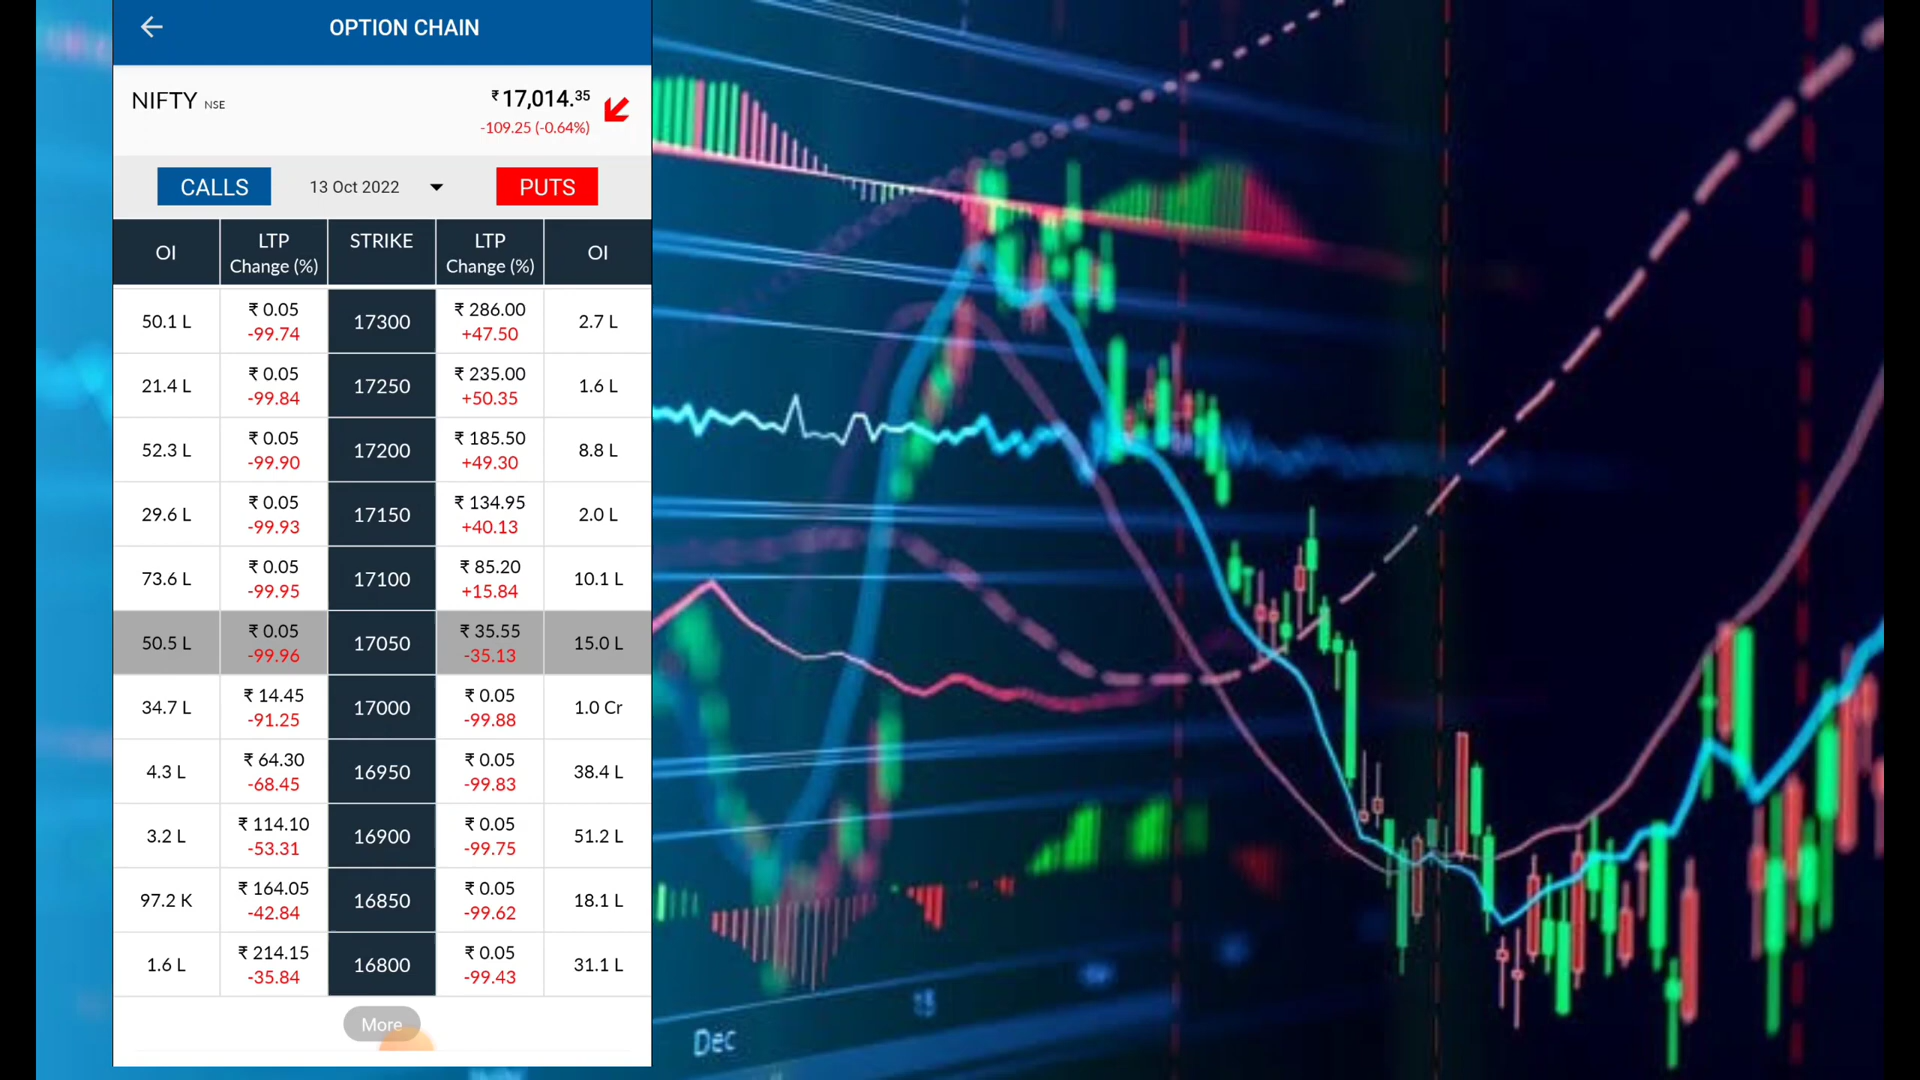 OPTION CHAIN
NIFTY NSE
₹ 17,014.35
-109.25 (-0.64%)
CALLS 13 Oct 2022 PUTS
OI LTP Change (%) STRIKE LTP Change (%) OI
50.1 L ₹ 0.05 -99.74 17300 ₹ 286.00 +47.50 2.7 L
21.4 L ₹ 0.05 -99.84 17250 ₹ 235.00 +50.35 1.6 L
52.3 L ₹ 0.05 -99.90 17200 ₹ 185.50 +49.30 8.8 L
29.6 L ₹ 0.05 -99.93 17150 ₹ 134.95 +40.13 2.0 L
73.6 L ₹ 0.05 -99.95 17100 ₹ 85.20 +15.84 10.1 L
50.5 L ₹ 0.05 -99.96 17050 ₹ 35.55 -35.13 15.0 L
34.7 L ₹ 14.45 -91.25 17000 ₹ 0.05 -99.88 1.0 Cr
4.3 L ₹ 64.30 -68.45 16950 ₹ 0.05 -99.83 38.4 L
3.2 L ₹ 114.10 -53.31 16900 ₹ 0.05 -99.75 51.2 L
97.2 K ₹ 164.05 -42.84 16850 ₹ 0.05 -99.62 18.1 L
1.6 L ₹ 214.15 -35.84 16800 ₹ 0.05 -99.43 31.1 L
More
Dec